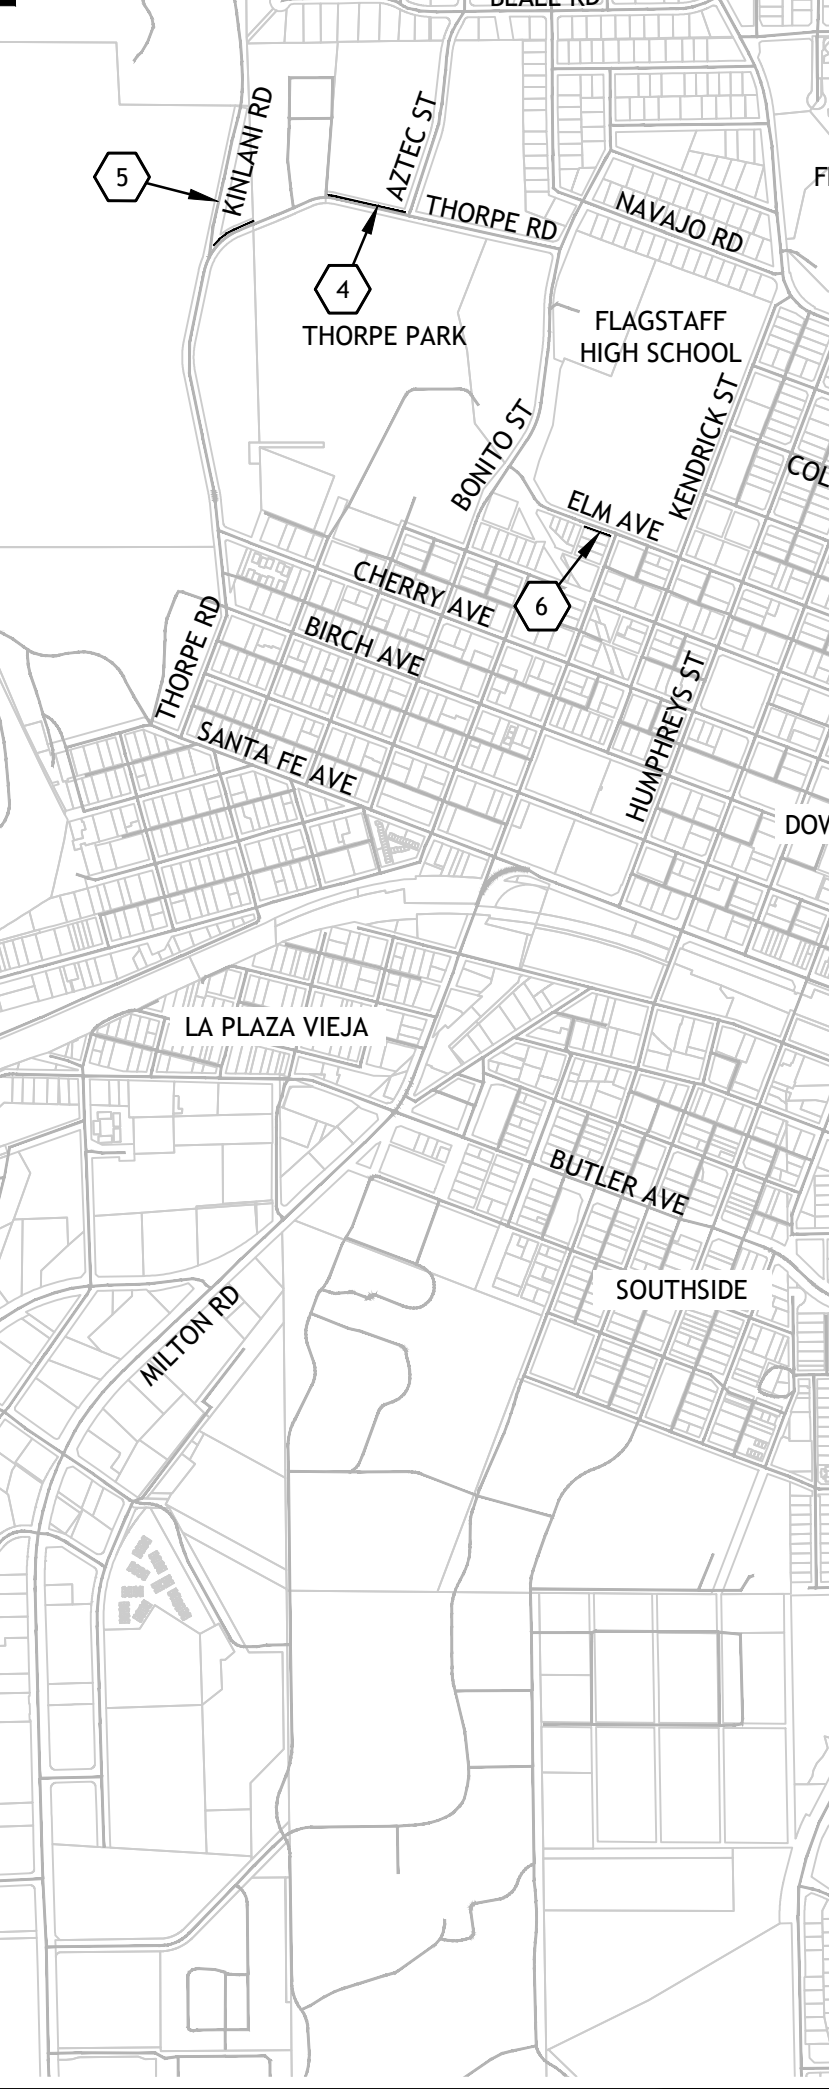 KINLANI RD
AZTEC ST
5
THORPE RD
NAVAJO RD
4
THORPE PARK
FLAGSTAFF
HIGH SCHOOL
KENDRICK ST
BONITO ST
COL
ELM AVE
CHERRY AVE
6
THORPE RD
BIRCH AVE
HUMPHREYS ST
SANTA FE AVE
LA PLAZA VIEJA
BUTLER AVE
SOUTHSIDE
MILTON RD